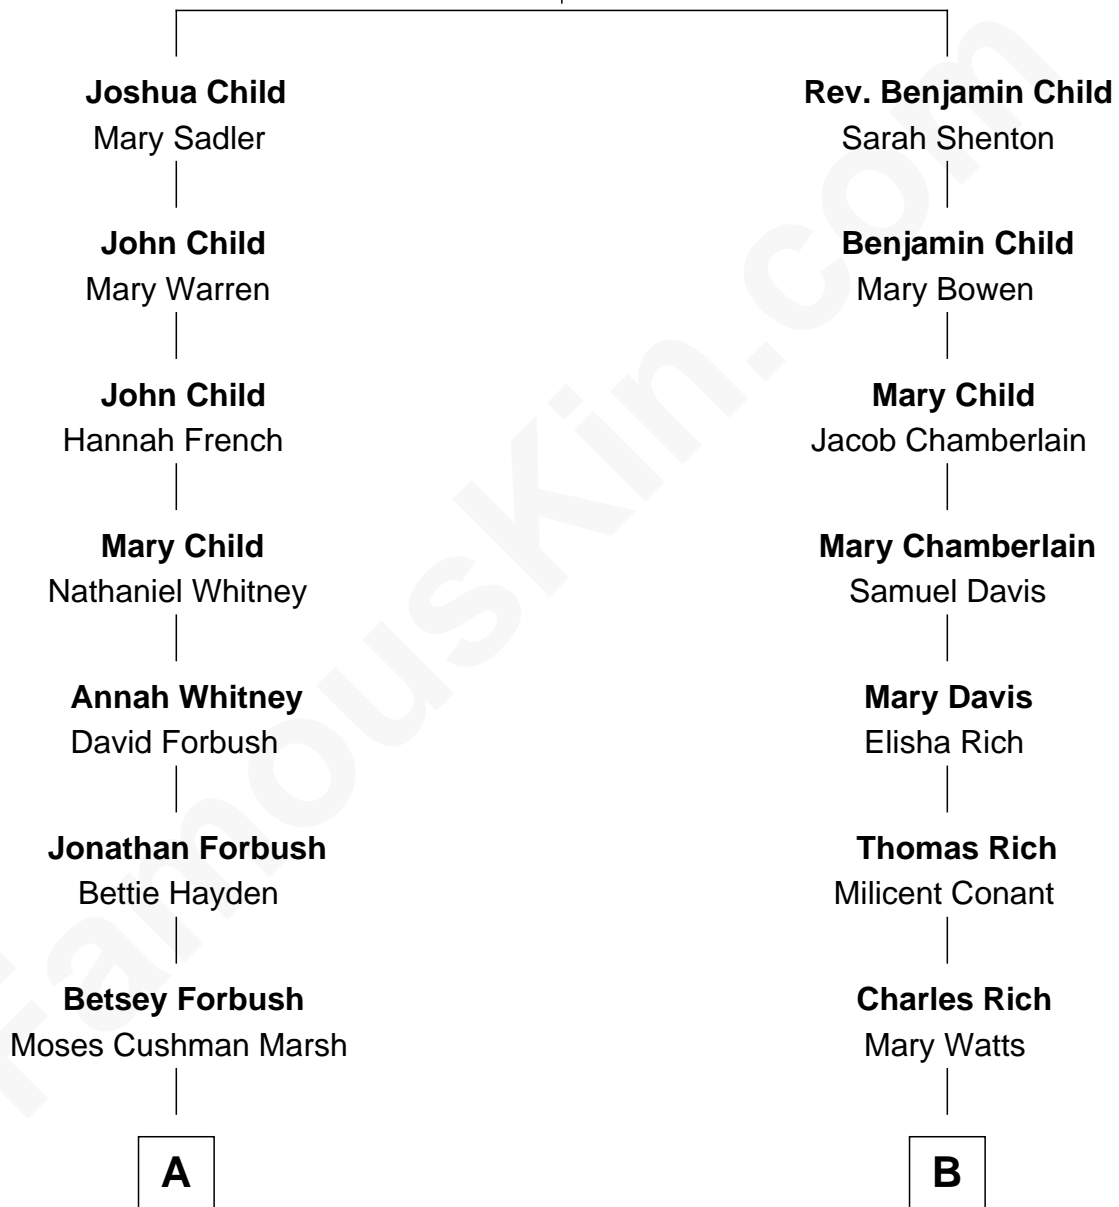 Joshua Child
Mary Sadler
John Child
Mary Warren
John Child
Hannah French
Mary Child
Nathaniel Whitney
Annah Whitney
David Forbush
Jonathan Forbush
Bettie Hayden
Betsey Forbush
Moses Cushman Marsh
A
Rev. Benjamin Child
Sarah Shenton
Benjamin Child
Mary Bowen
Mary Child
Jacob Chamberlain
Mary Chamberlain
Samuel Davis
Mary Davis
Elisha Rich
Thomas Rich
Milicent Conant
Charles Rich
Mary Watts
B
FamousKin.com